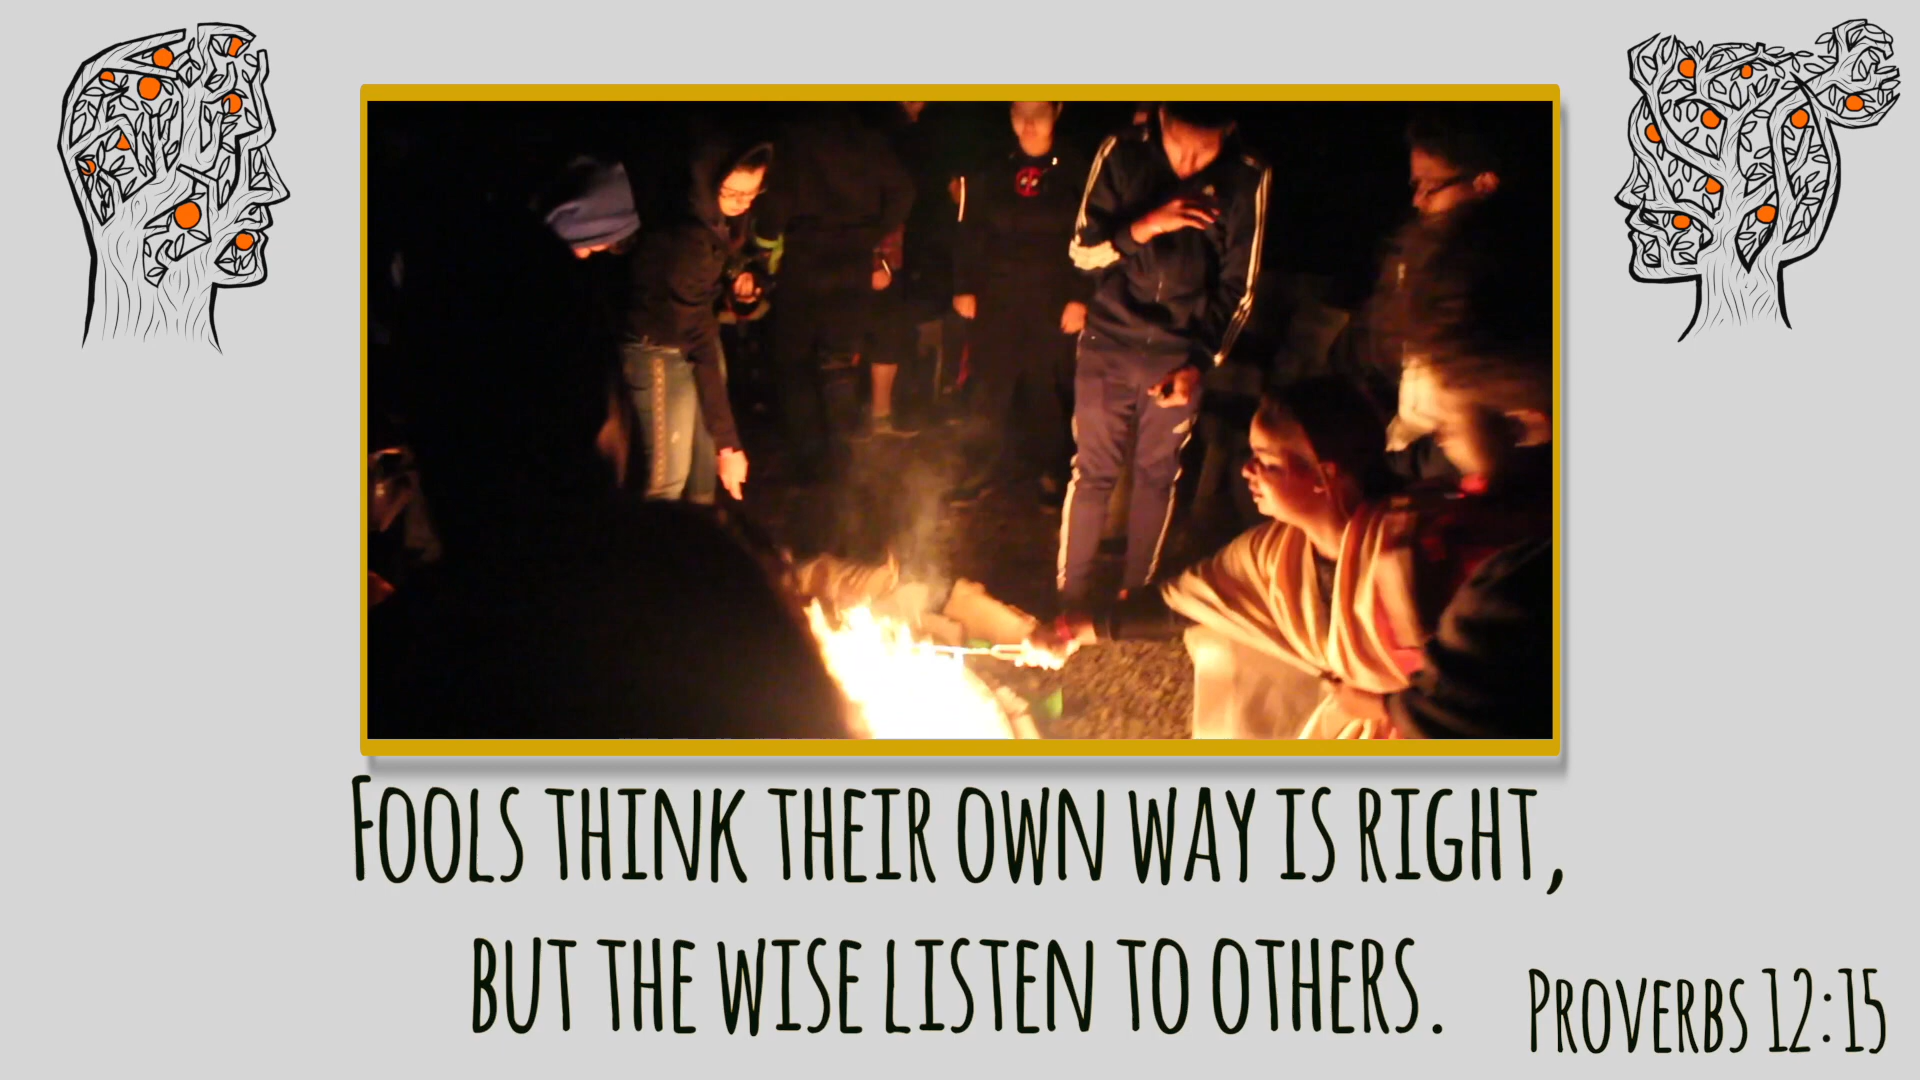 Fools think their own way is right,
but the wise listen to others.
Proverbs 12:15